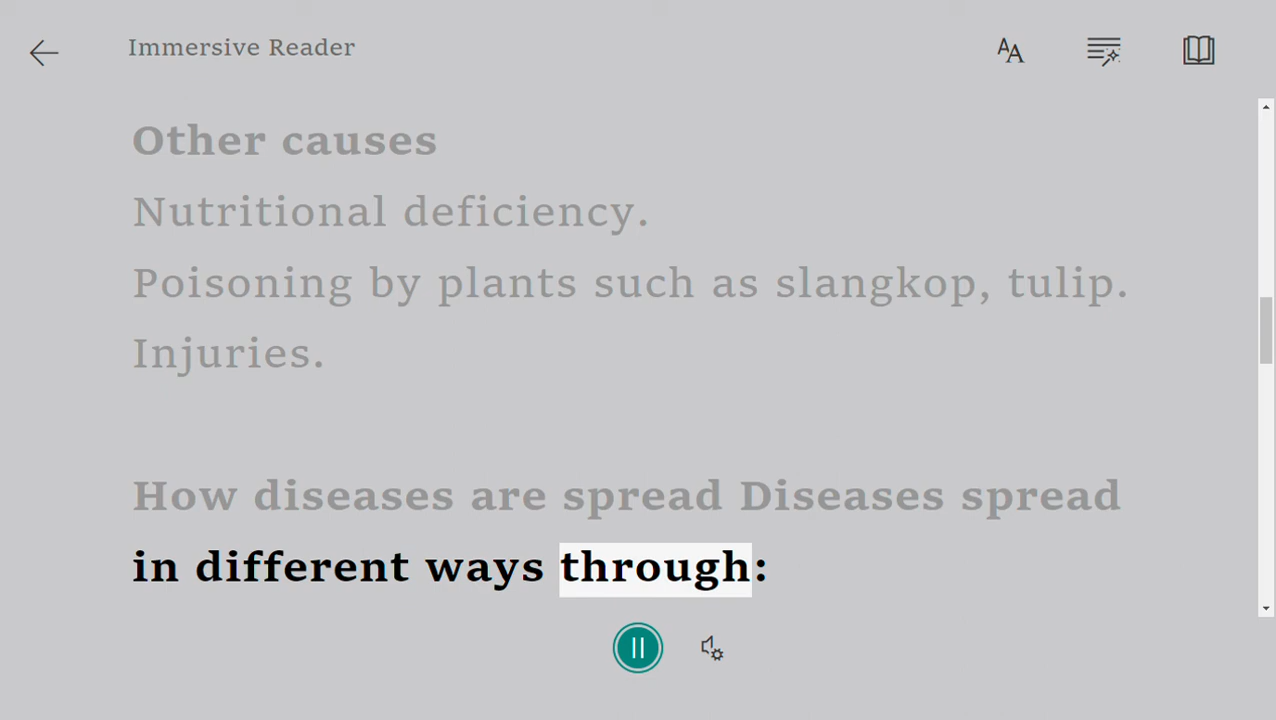 Immersive Reader
Other causes
Nutritional deficiency.
Poisoning by plants such as slangkop, tulip.
Injuries.
How diseases are spread Diseases spread
in different ways through: